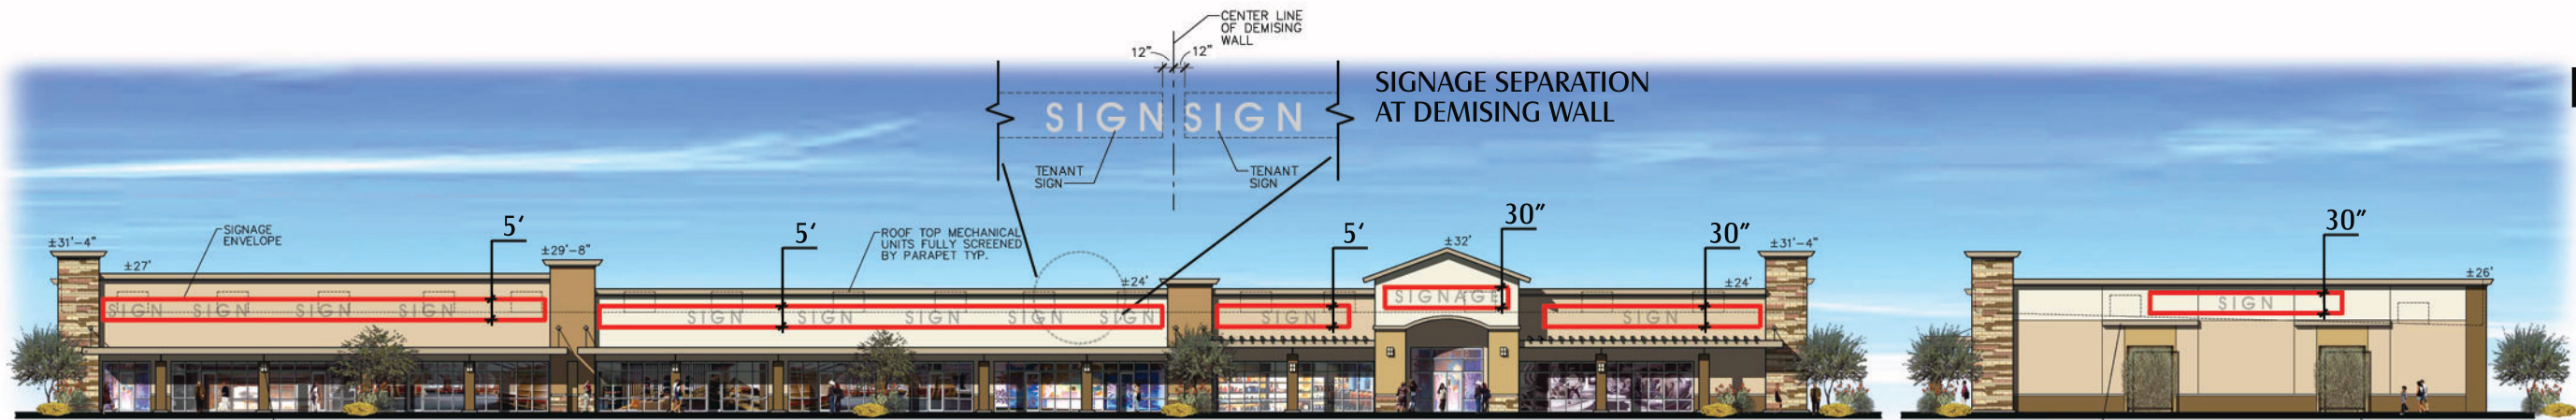 CENTER LINE
OF DEMISING
WALL
12" 12"
SIGNAGE SEPARATION
AT DEMISING WALL
SIGN SIGN
TENANT
SIGN
TENANT
SIGN
SIGNAGE
ENVELOPE
5'
5'
ROOF TOP MECHANICAL
UNITS FULLY SCREENED
BY PARAPET TYP.
5'
30"
30"
30"
±31'-4"
±27'
±29'-8"
±24'
±32'
±24'
±31'-4"
±26'
SIGN SIGN SIGN SIGN
SIGN SIGN SIGN SIGN SIGN
SIGN
SIGNAGE
SIGN
SIGN